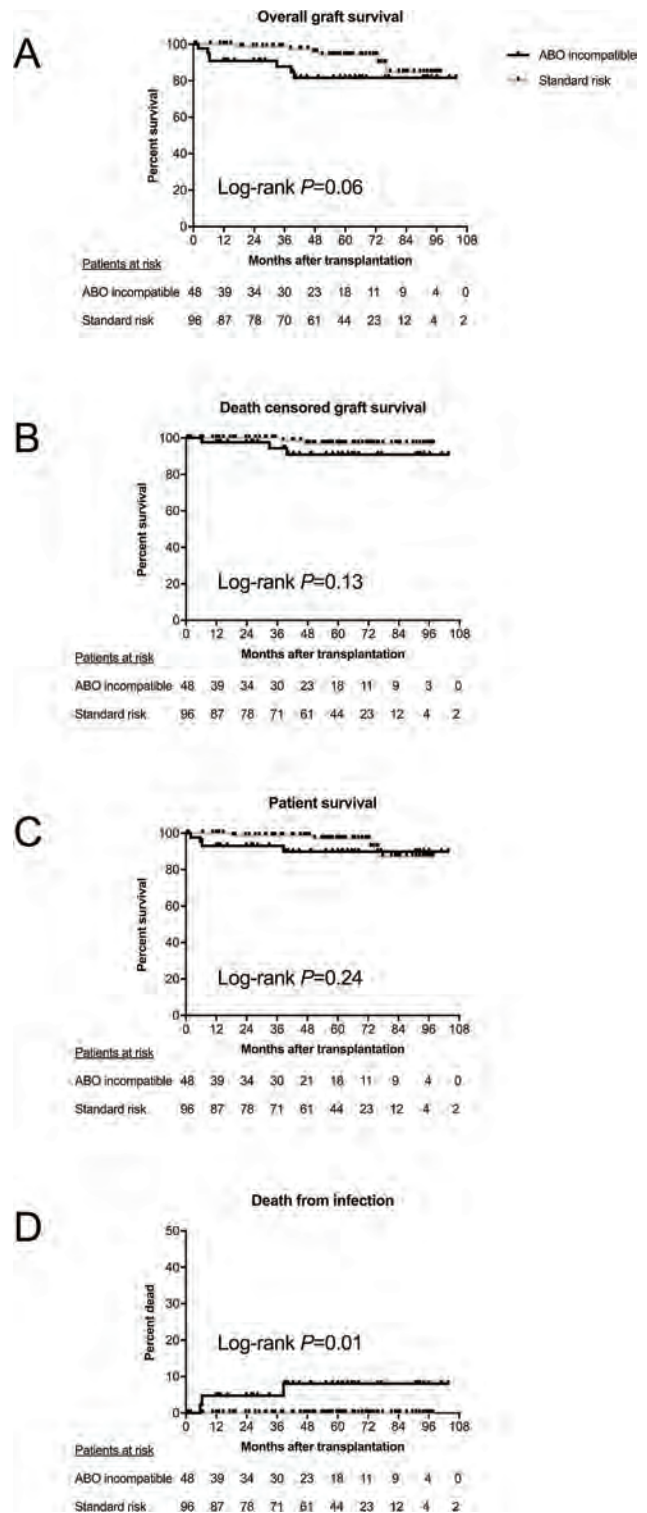 Overall graft survival
A
ABO incompatible
Standard risk
100
80
60
40
20
0
Percent survival
Log-rank P=0.06
0 12 24 36 48 60 72 84 96 108
Months after transplantation
Patients at risk
ABO incompatible 48 39 34 30 23 18 11 9 4 0
Standard risk 96 87 78 70 61 44 23 12 4 2
Death censored graft survival
B
100
80
60
40
20
0
Percent survival
Log-rank P=0.13
0 12 24 36 48 60 72 84 96 108
Months after transplantation
Patients at risk
ABO incompatible 48 39 34 30 23 18 11 9 3 0
Standard risk 96 87 78 71 61 44 23 12 4 2
Patient survival
C
100
80
60
40
20
0
Percent survival
Log-rank P=0.24
0 12 24 36 48 60 72 84 96 108
Months after transplantation
Patients at risk
ABO incompatible 48 39 34 30 21 18 11 9 4 0
Standard risk 96 87 78 71 61 44 23 12 4 2
Death from infection
D
50
40
30
20
10
0
Percent dead
Log-rank P=0.01
0 12 24 36 48 60 72 84 96 108
Months after transplantation
Patients at risk
ABO incompatible 48 39 34 30 23 18 11 9 4 0
Standard risk 96 87 78 71 61 44 23 12 4 2